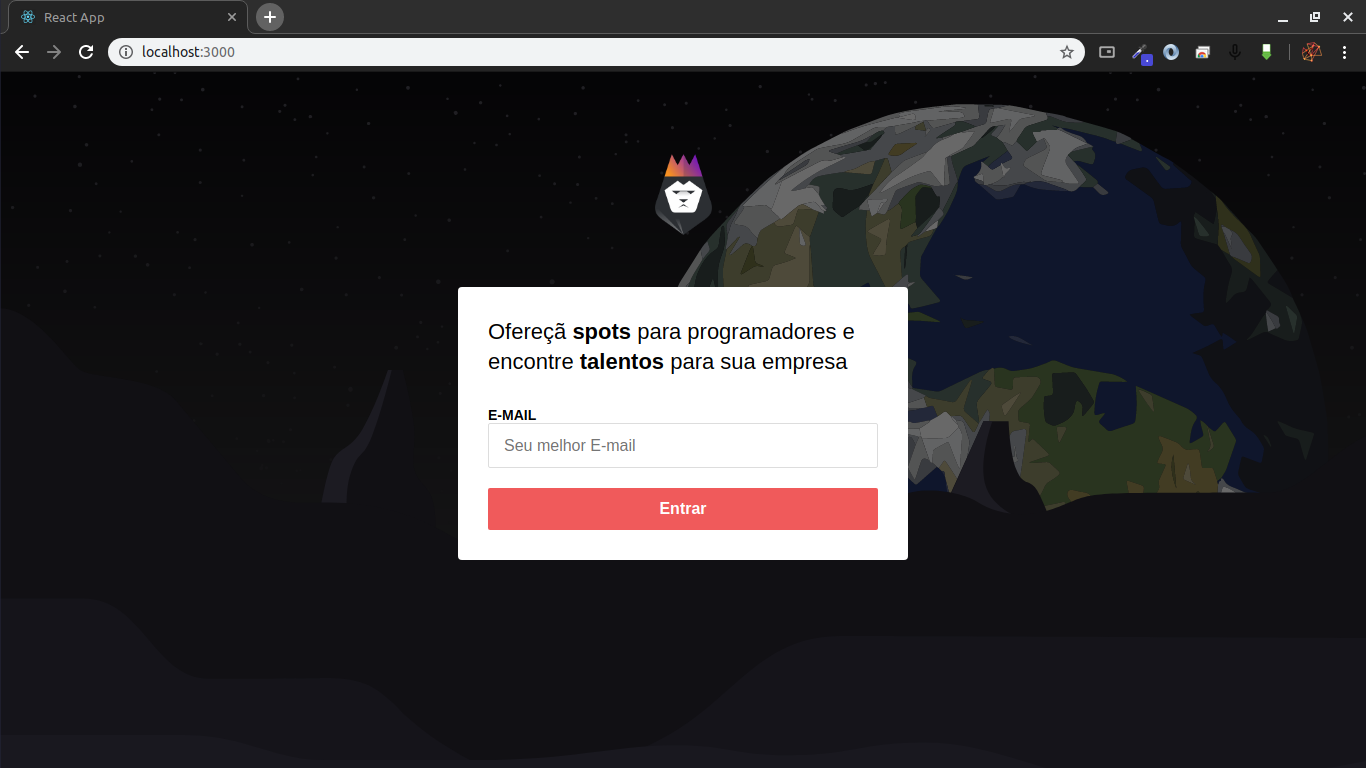 React App
localhost:3000
Ofereçã spots para programadores e
encontre talentos para sua empresa
E-MAIL
Seu melhor E-mail
Entrar